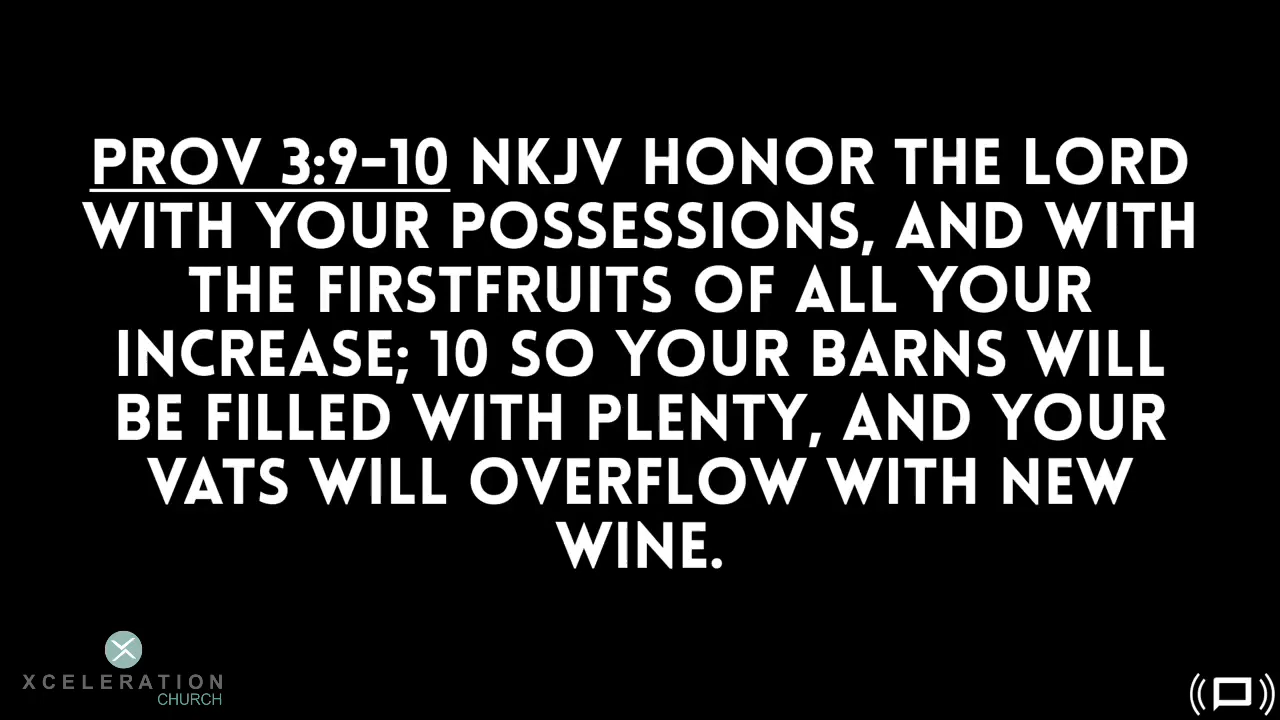 PROV 3:9-10 NKJV HONOR THE LORD
WITH YOUR POSSESSIONS, AND WITH
THE FIRSTFRUITS OF ALL YOUR
INCREASE; 10 SO YOUR BARNS WILL
BE FILLED WITH PLENTY, AND YOUR
VATS WILL OVERFLOW WITH NEW
WINE.
XCELERATION
CHURCH